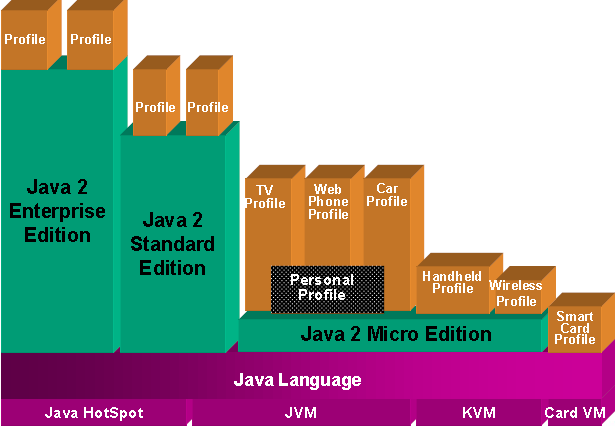 Profile
Profile
Profile
Profile
Java 2
Enterprise
Edition
Java 2
Standard
Edition
TV
Profile
Web
Phone
Profile
Car
Profile
Personal
Profile
Handheld
Profile
Wireless
Profile
Smart
Card
Profile
Java 2 Micro Edition
Java Language
Java HotSpot
JVM
KVM
Card VM